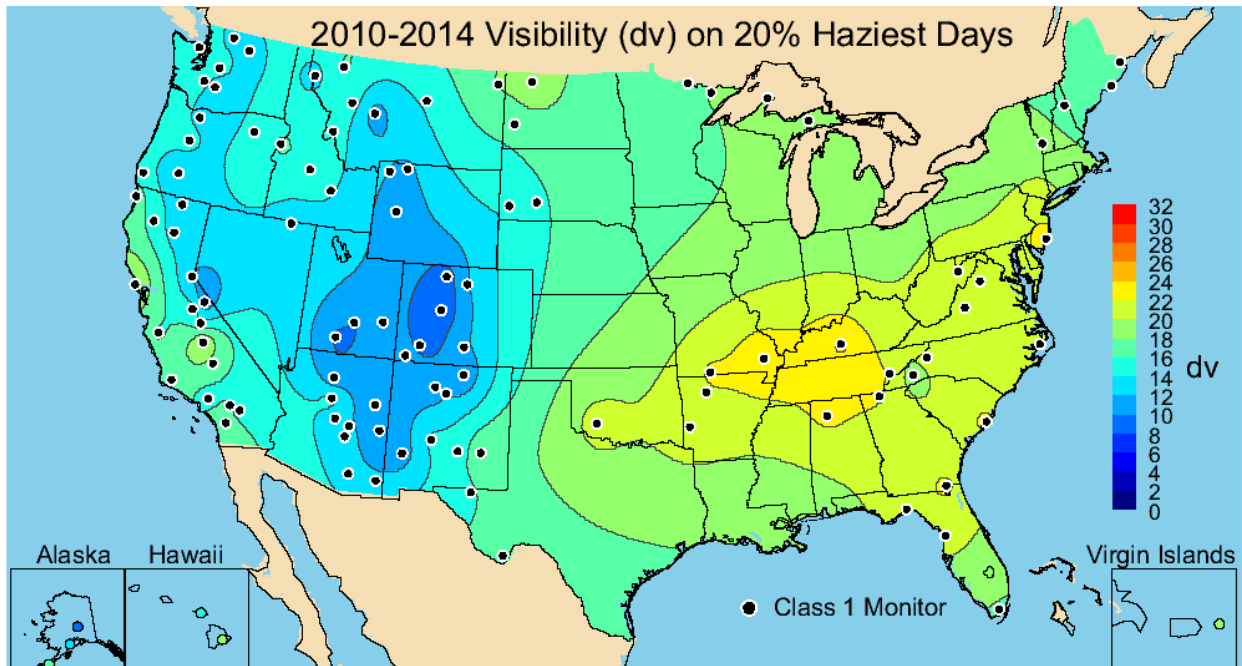 2010-2014 Visibility (dv) on 20% Haziest Days
32
30
28
26
24
22
20
18
16
14
12
10
8
6
4
2
0
dv
Alaska
Hawaii
Virgin Islands
Class 1 Monitor